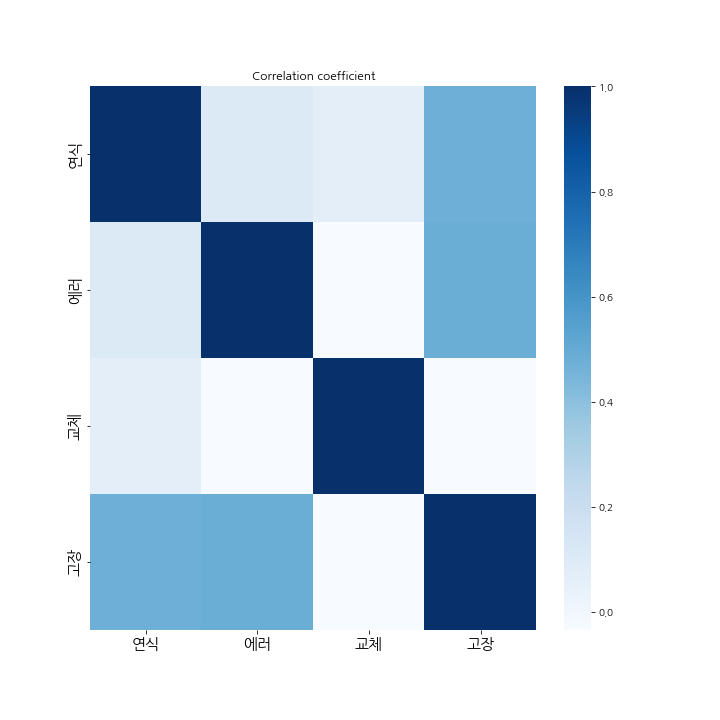 Correlation coefficient
연식
에러
교체
고장
연식
에러
교체
고장
1,0
0,8
0,6
0,4
0,2
0,0